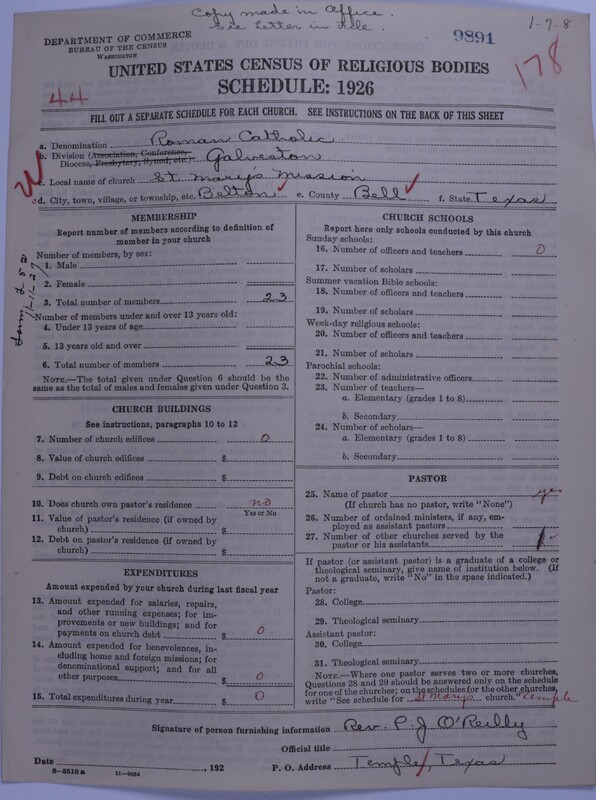 Copy made in Office.
See Letter in File.
1-7-8
DEPARTMENT OF COMMERCE
BUREAU OF THE CENSUS
WASHINGTON
9891
178
UNITED STATES CENSUS OF RELIGIOUS BODIES
SCHEDULE: 1926
44
FILL OUT A SEPARATE SCHEDULE FOR EACH CHURCH. SEE INSTRUCTIONS ON THE BACK OF THIS SHEET
a. Denomination Roman Catholic
b. Division (Association, Conference, Diocese, Presbytery, Synod, etc.) Galveston
W
c. Local name of church St Marys Mission
d. City, town, village, or township, etc. Belton e. County Bell f. State Texas
MEMBERSHIP
Report number of members according to definition of
member in your church
Number of members, by sex:
1. Male
2. Female
3. Total number of members 23
Number of members under and over 13 years old:
4. Under 13 years of age
5. 13 years old and over
6. Total number of members 23
NOTE.—The total given under Question 6 should be the
same as the total of males and females given under Question 3.
1-11-27
CHURCH BUILDINGS
See instructions, paragraphs 10 to 12
7. Number of church edifices 0
8. Value of church edifices $
9. Debt on church edifices $
10. Does church own pastor's residence no
Yes or No
11. Value of pastor's residence (if owned by
church) $
12. Debt on pastor's residence (if owned by
church) $
EXPENDITURES
Amount expended by your church during last fiscal year
13. Amount expended for salaries, repairs,
and other running expenses; for im-
provements or new buildings; and for
payments on church debt $ 0
14. Amount expended for benevolences, in-
cluding home and foreign missions; for
denominational support; and for all
other purposes $ 0
15. Total expenditures during year $ 0
CHURCH SCHOOLS
Report here only schools conducted by this church
Sunday schools:
16. Number of officers and teachers 0
17. Number of scholars
Summer vacation Bible schools:
18. Number of officers and teachers
19. Number of scholars
Week-day religious schools:
20. Number of officers and teachers
21. Number of scholars
Parochial schools:
22. Number of administrative officers
23. Number of teachers—
a. Elementary (grades 1 to 8)
b. Secondary
24. Number of scholars—
a. Elementary (grades 1 to 8)
b. Secondary
PASTOR
25. Name of pastor yes
(If church has no pastor, write "None")
26. Number of ordained ministers, if any, em-
ployed as assistant pastors
27. Number of other churches served by the
pastor or his assistants 1
If pastor (or assistant pastor) is a graduate of a college or
theological seminary, give name of institution below. (If
not a graduate, write "No" in the space indicated.)
Pastor:
28. College
29. Theological seminary
Assistant pastor:
30. College
31. Theological seminary
NOTE.—Where one pastor serves two or more churches,
Questions 28 and 29 should be answered only on the schedule
for one of the churches; on the schedules for the other churches,
write "See schedule for St Marys church." Temple
Signature of person furnishing information Rev. P. J O'Reilly
Official title
Date , 192 P. O. Address Temple, Texas
8-5518a 11-9524